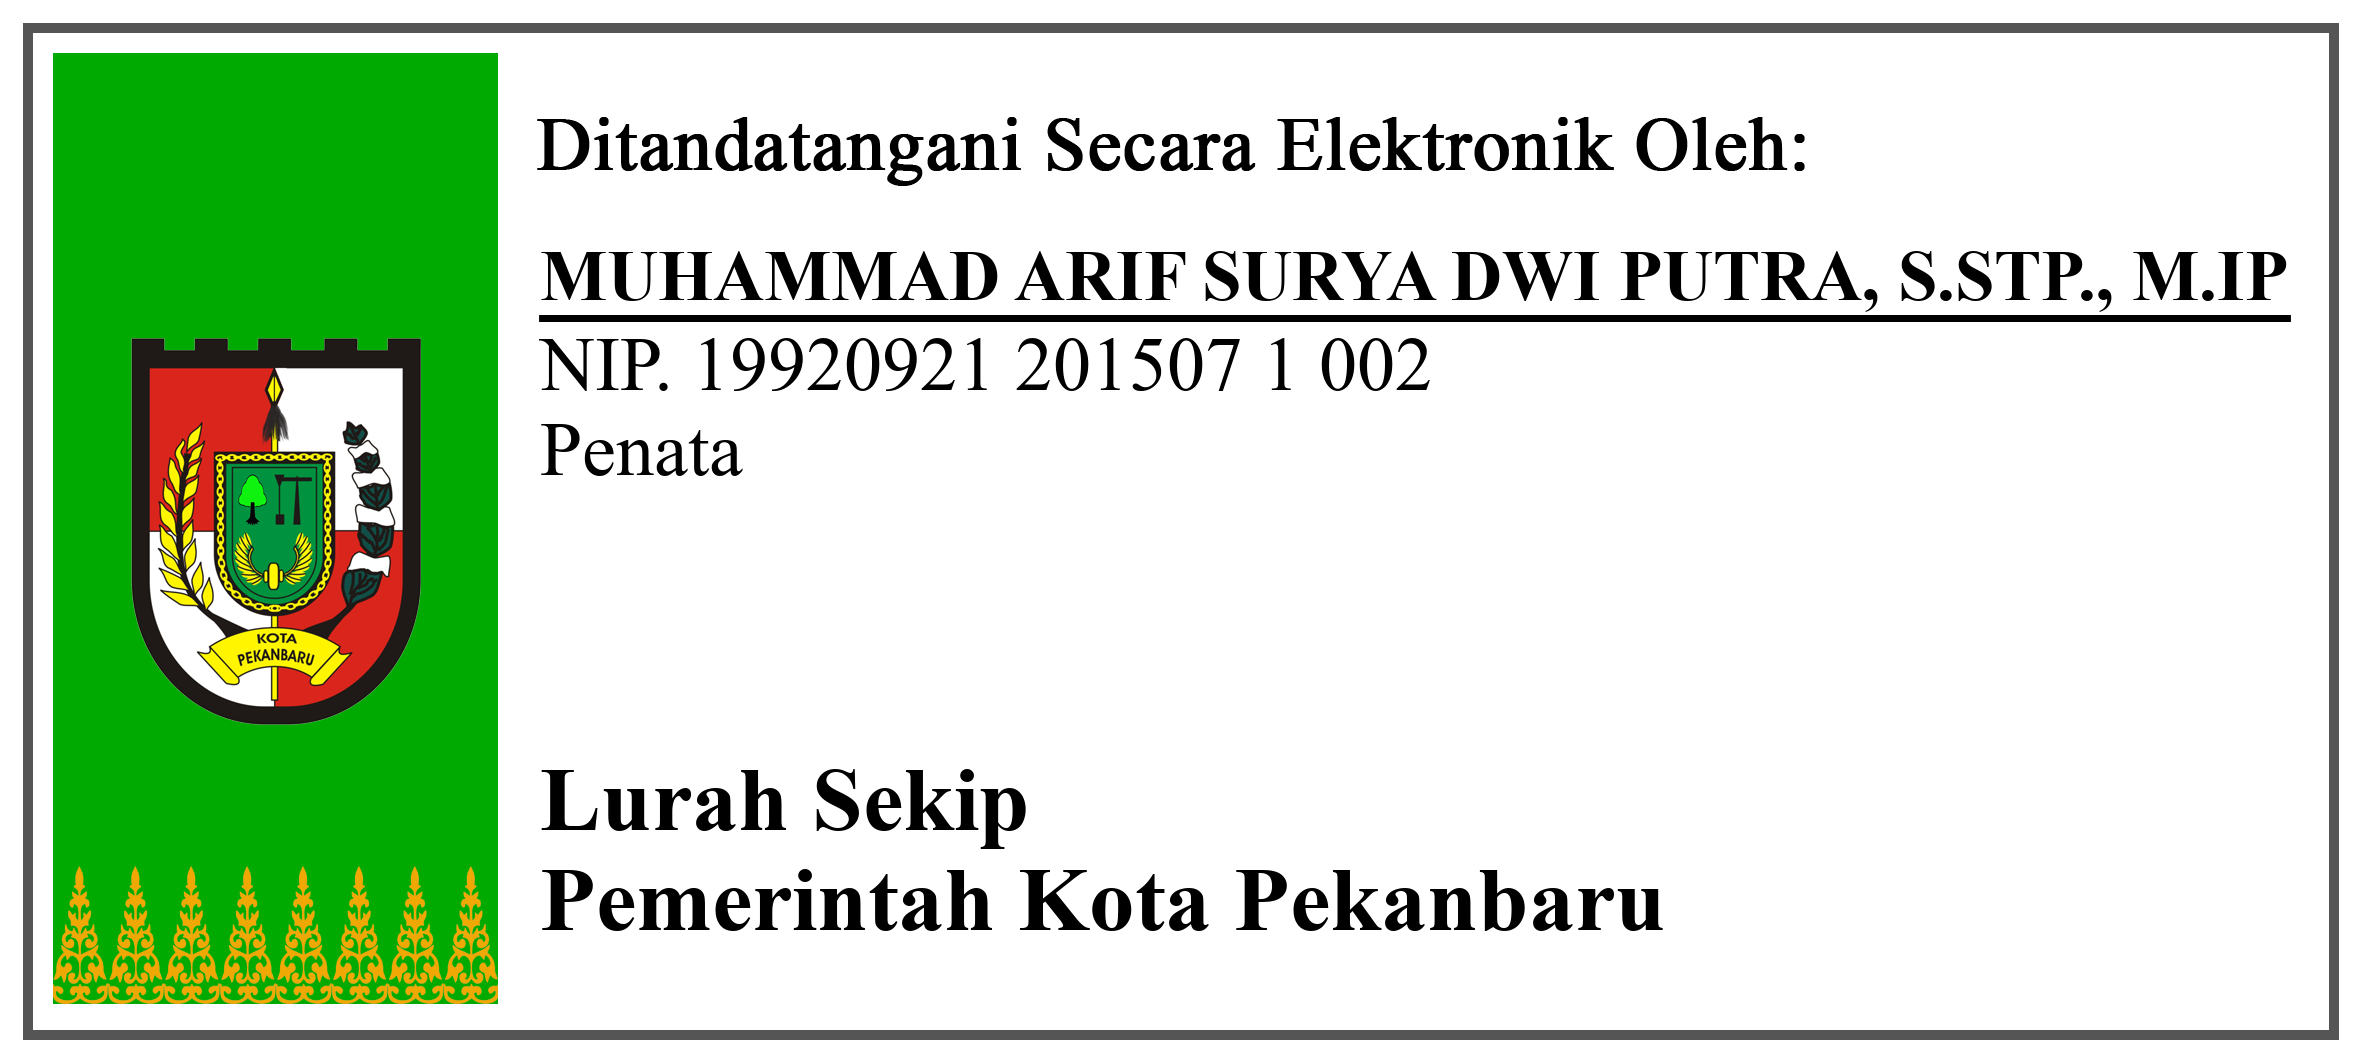 Ditandatangani Secara Elektronik Oleh:
MUHAMMAD ARIF SURYA DWI PUTRA, S.STP., M.IP
NIP. 19920921 201507 1 002
Penata
KOTA
PEKANBARU
Lurah Sekip
Pemerintah Kota Pekanbaru